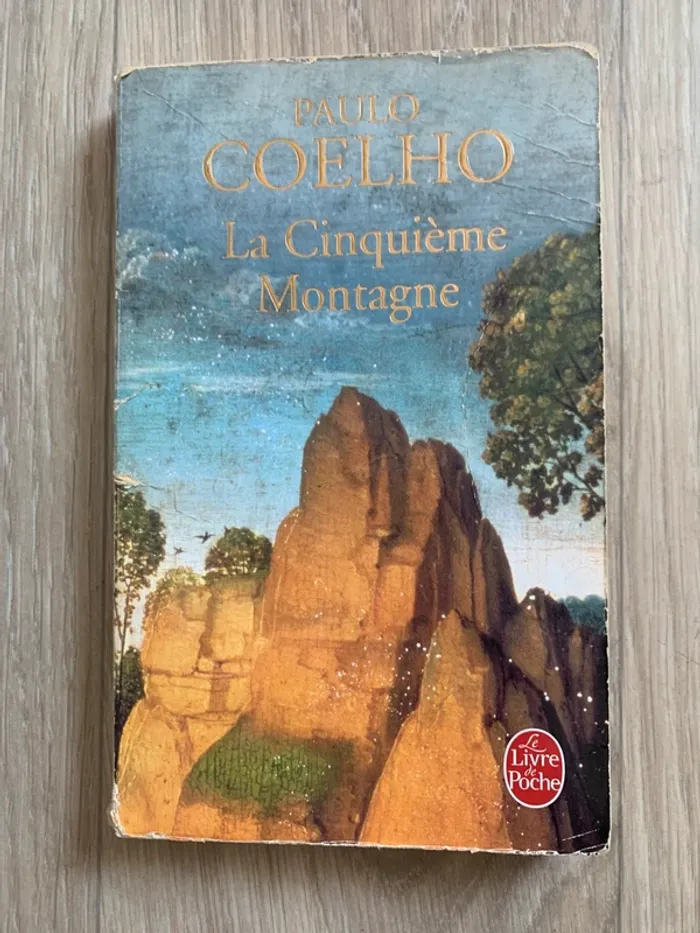 PAULO
COELHO
La Cinquième
Montagne
Le
Livre
de
Poche